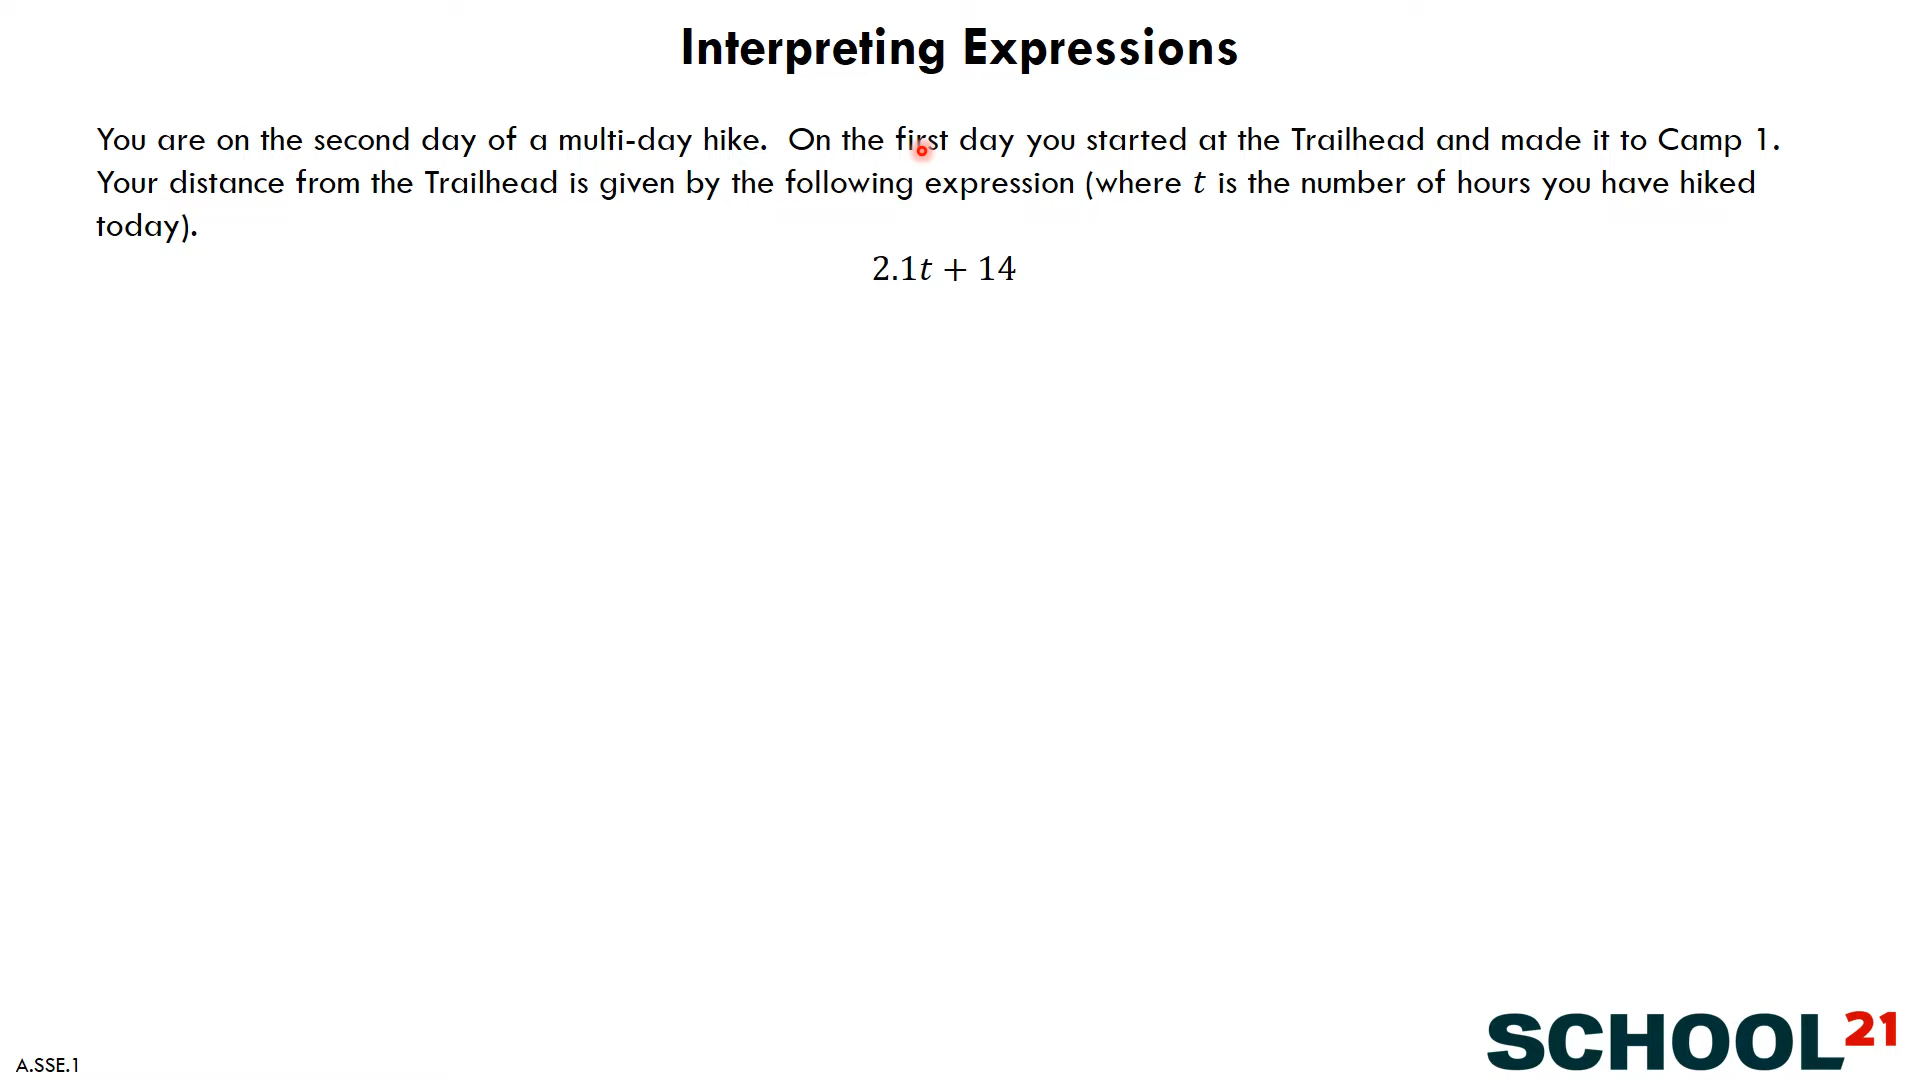 Interpreting Expressions
You are on the second day of a multi-day hike.  On the first day you started at the Trailhead and made it to Camp 1.
Your distance from the Trailhead is given by the following expression (where t is the number of hours you have hiked
today).
2.1t + 14
SCHOOL21
A.SSE.1